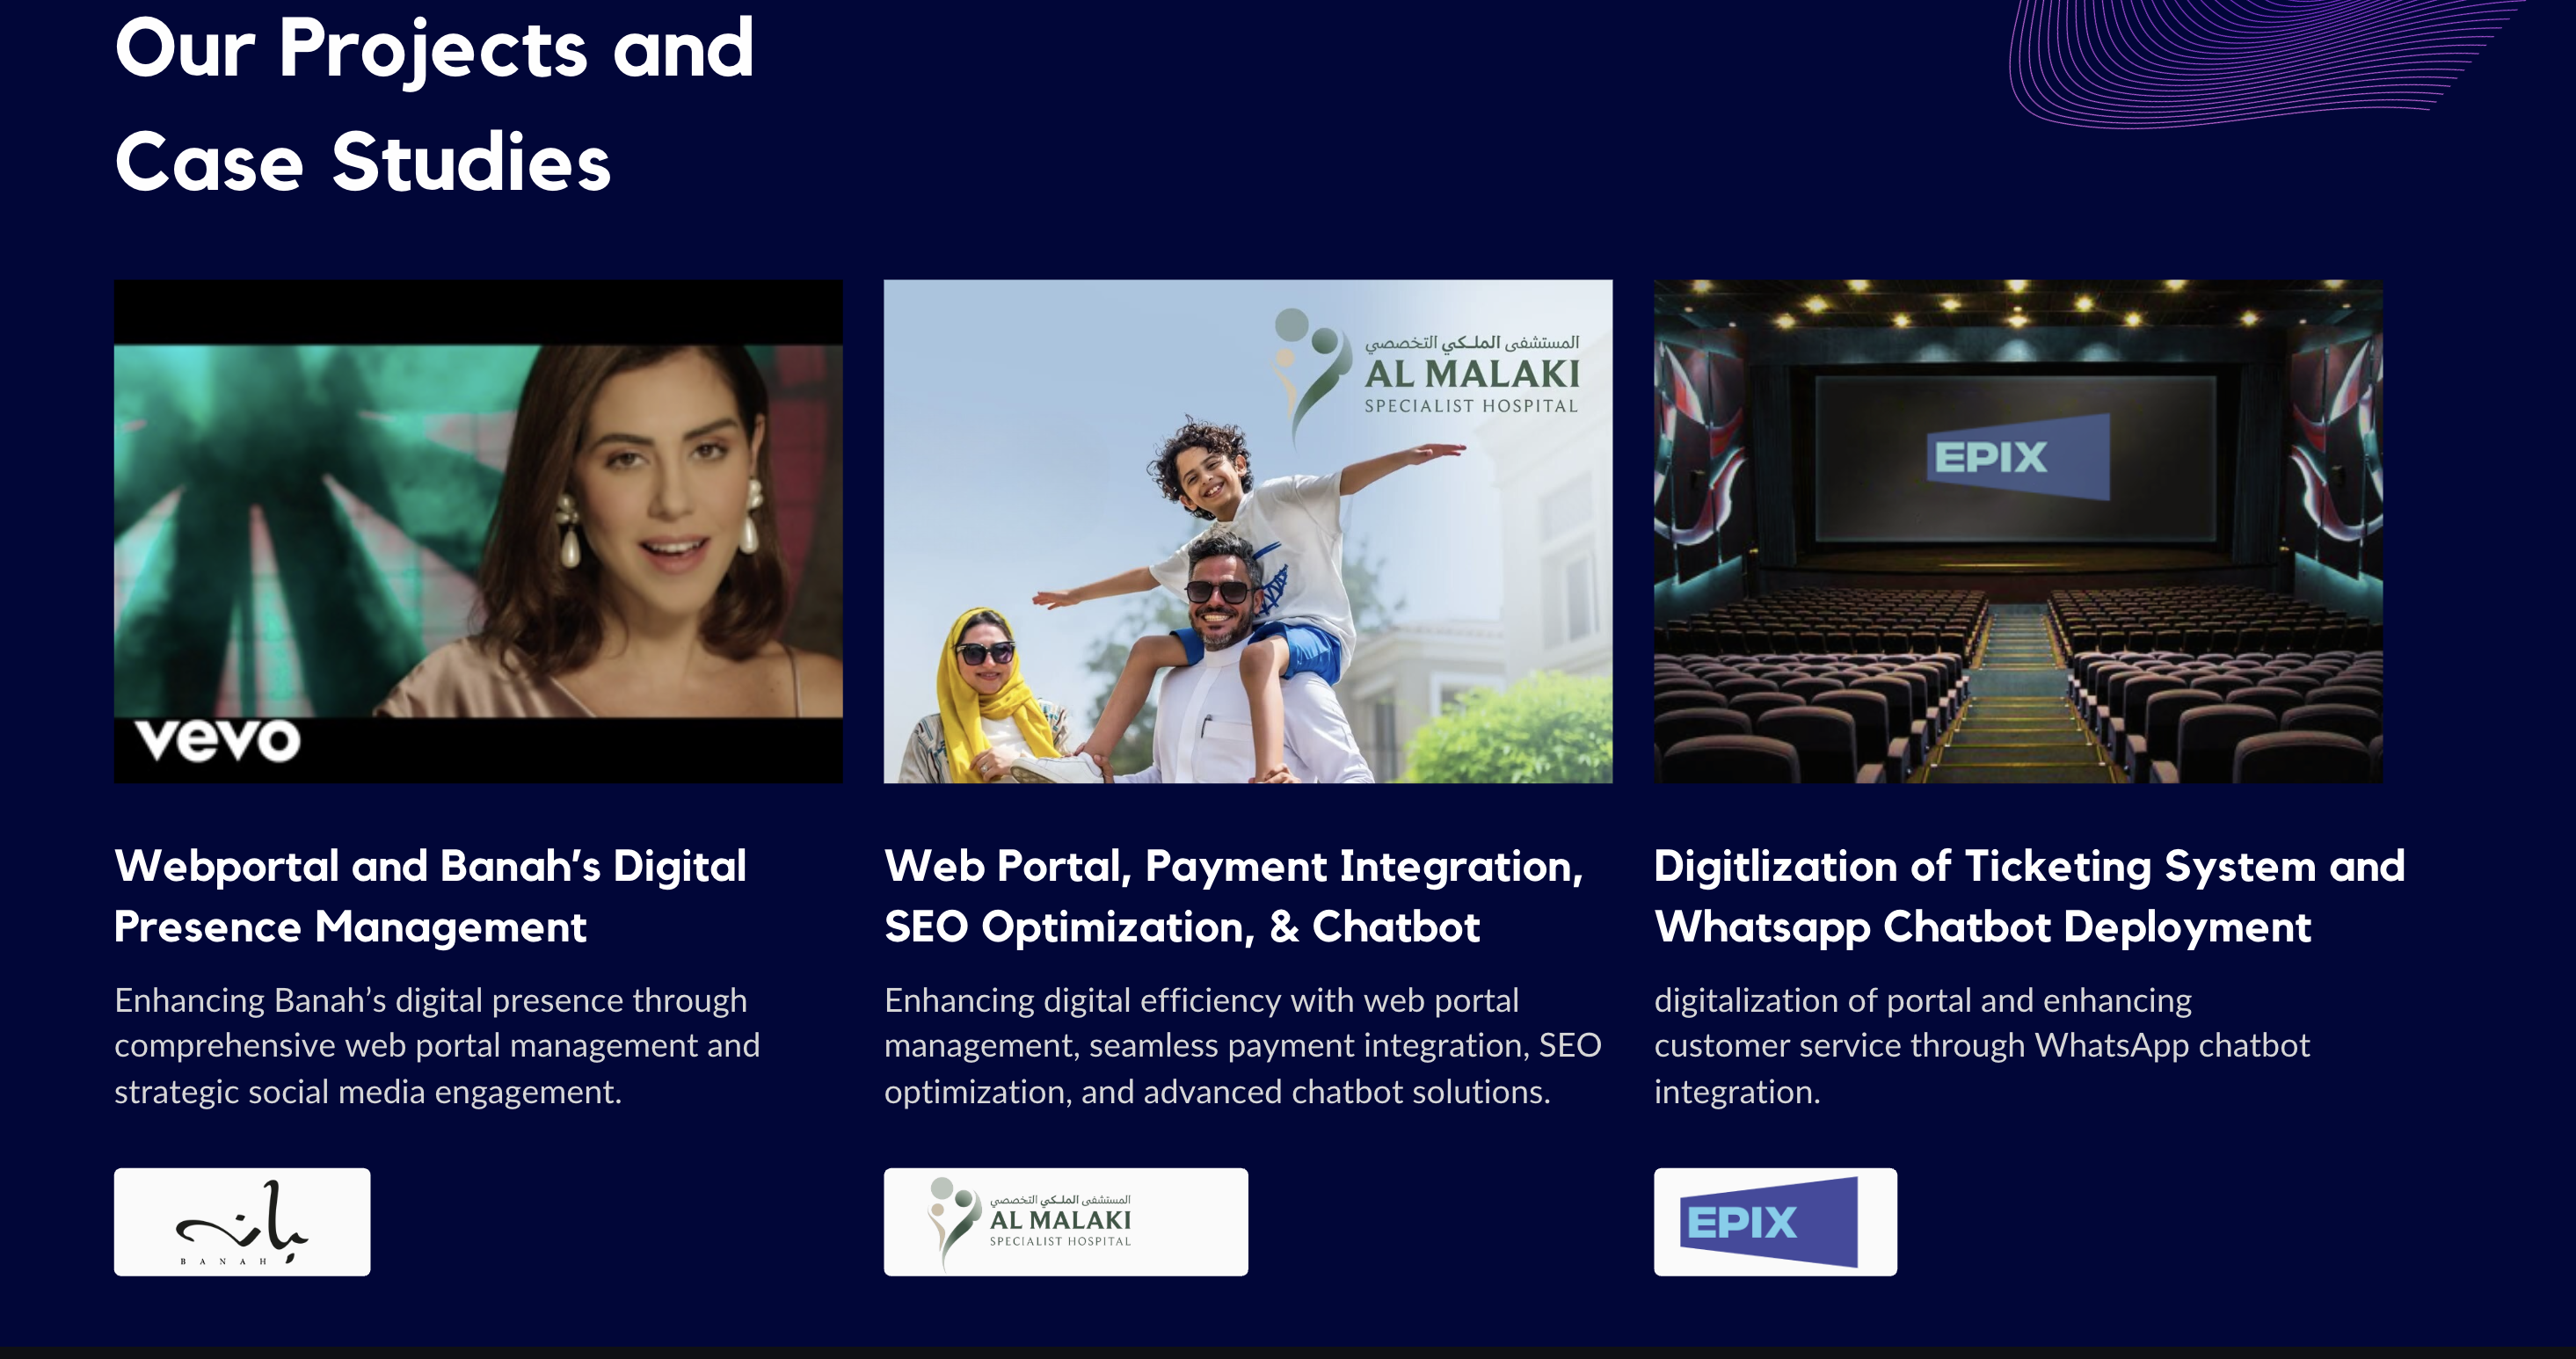 Our Projects and
Case Studies
vevo
المستشفى الملكي التخصصي
AL MALAKI
SPECIALIST HOSPITAL
EPIX
Webportal and Banah's Digital
Presence Management
Enhancing Banah's digital presence through
comprehensive web portal management and
strategic social media engagement.
بانه
BANAH
Web Portal, Payment Integration,
SEO Optimization, & Chatbot
Enhancing digital efficiency with web portal
management, seamless payment integration, SEO
optimization, and advanced chatbot solutions.
المستشفى الملكي التخصصي
AL MALAKI
SPECIALIST HOSPITAL
Digitlization of Ticketing System and
Whatsapp Chatbot Deployment
digitalization of portal and enhancing
customer service through WhatsApp chatbot
integration.
EPIX